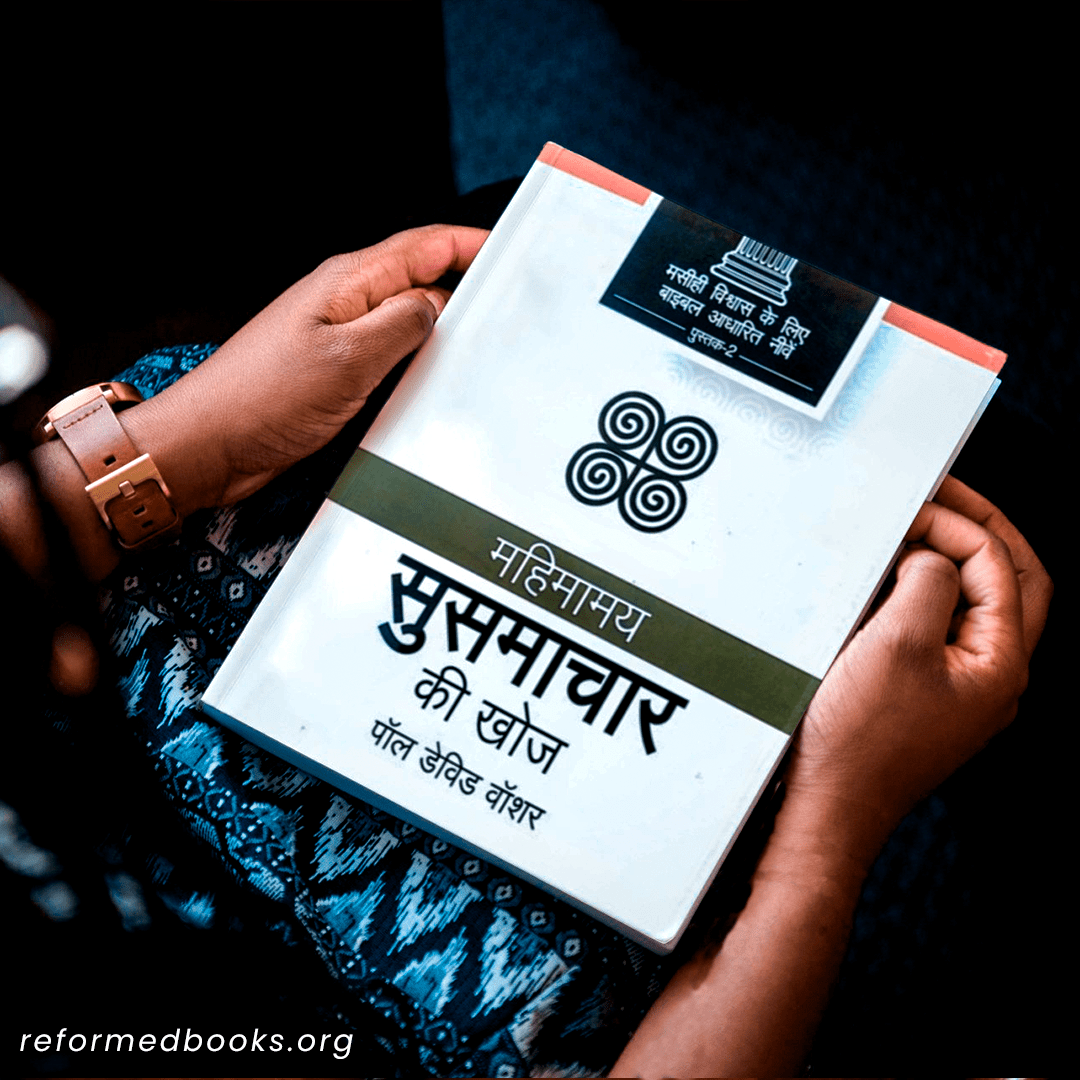 मसीही विश्वास के लिए
बाइबल आधारित नीवें
पुस्तक-2
महिमामय
सुसमाचार
की खोज
पॉल डेविड वॉशर
reformedbooks.org